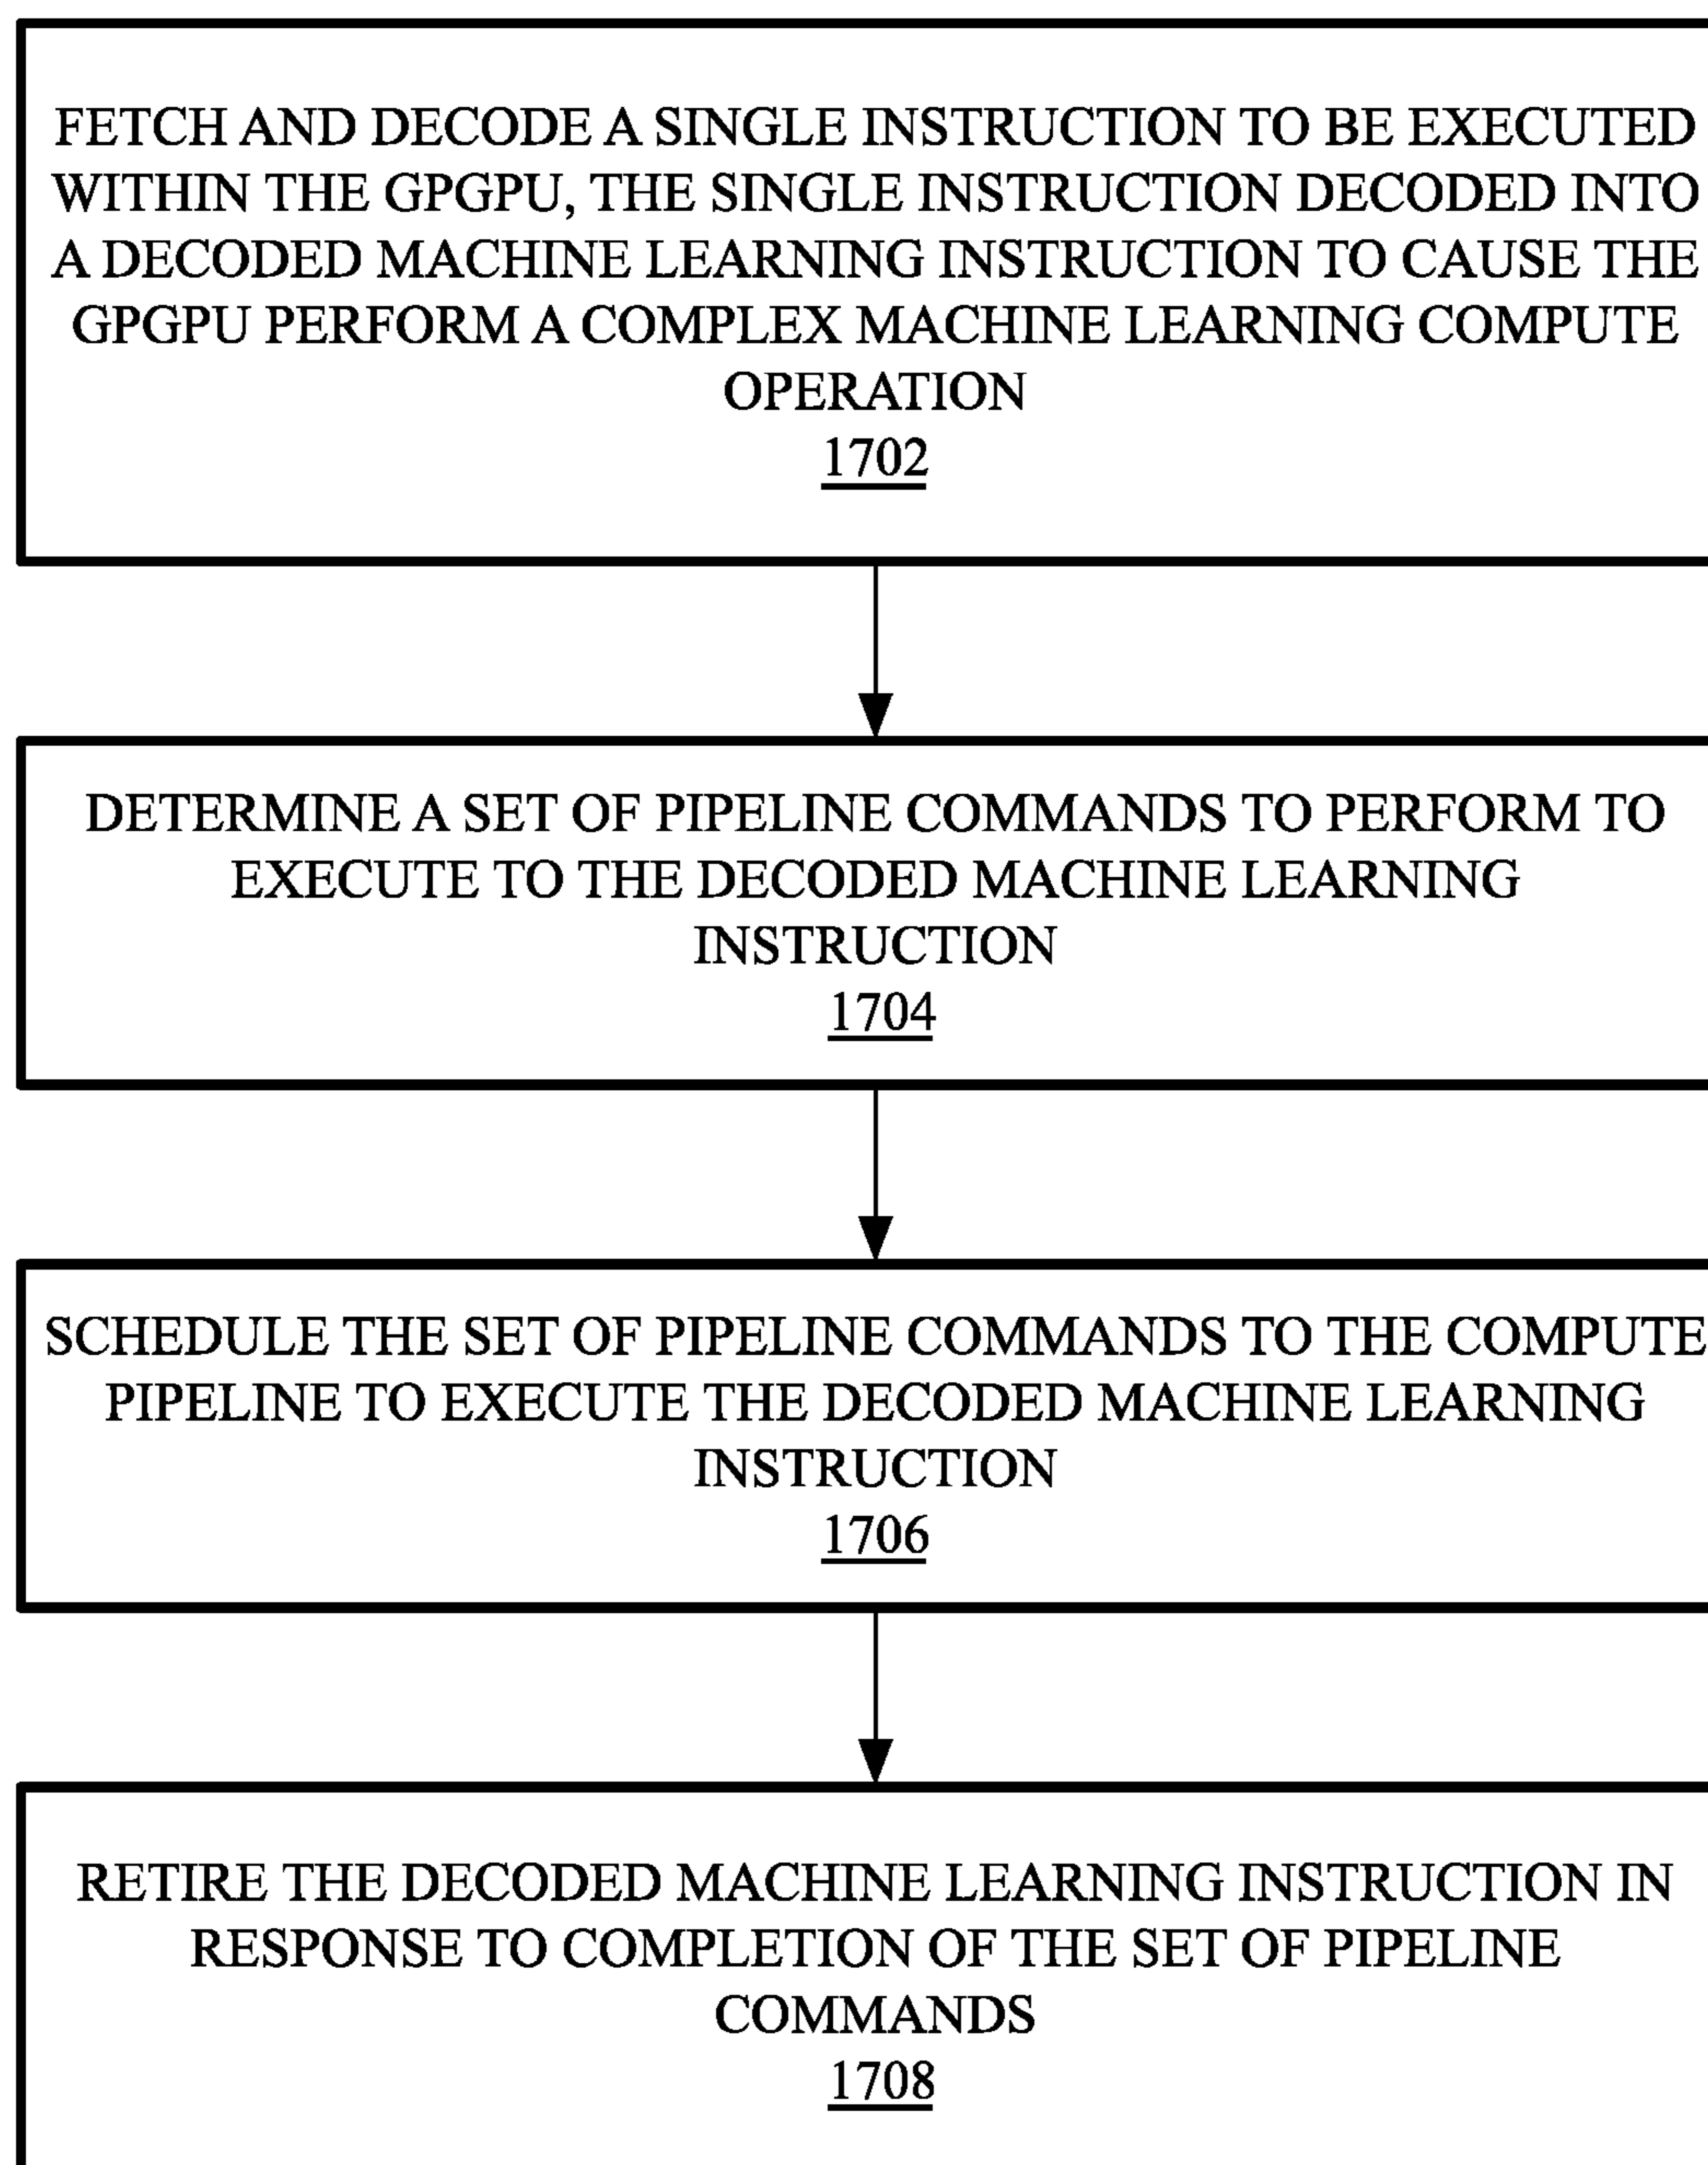 FETCH AND DECODE A SINGLE INSTRUCTION TO BE EXECUTED
WITHIN THE GPGPU, THE SINGLE INSTRUCTION DECODED INTO
A DECODED MACHINE LEARNING INSTRUCTION TO CAUSE THE
GPGPU PERFORM A COMPLEX MACHINE LEARNING COMPUTE
OPERATION
1702
DETERMINE A SET OF PIPELINE COMMANDS TO PERFORM TO
EXECUTE TO THE DECODED MACHINE LEARNING
INSTRUCTION
1704
SCHEDULE THE SET OF PIPELINE COMMANDS TO THE COMPUTE
PIPELINE TO EXECUTE THE DECODED MACHINE LEARNING
INSTRUCTION
1706
RETIRE THE DECODED MACHINE LEARNING INSTRUCTION IN
RESPONSE TO COMPLETION OF THE SET OF PIPELINE
COMMANDS
1708